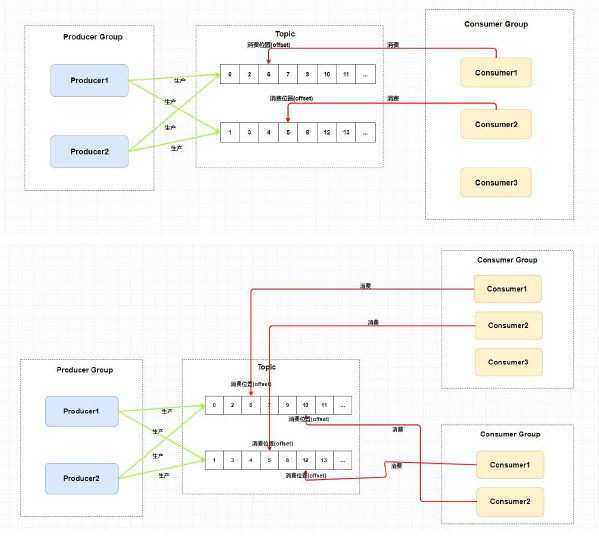 Producer Group
Producer1
Producer2
生产
生产
生产
生产
Topic
消费位置(offset)
0 2 6 7 9 10 11 ...
消费位置(offset)
1 3 4 5 8 12 13 ...
消费
消费
Consumer Group
Consumer1
Consumer2
Consumer3
Consumer Group
Consumer1
Consumer2
Consumer3
消费
消费
Producer Group
Producer1
Producer2
生产
生产
生产
生产
Topic
消费位置(offset)
0 2 6 7 9 10 11 ...
消费位置(offset)
消费位置(offset)
1 3 4 5 8 12 13 ...
消费位置(offset)
消费
消费
Consumer Group
Consumer1
Consumer2